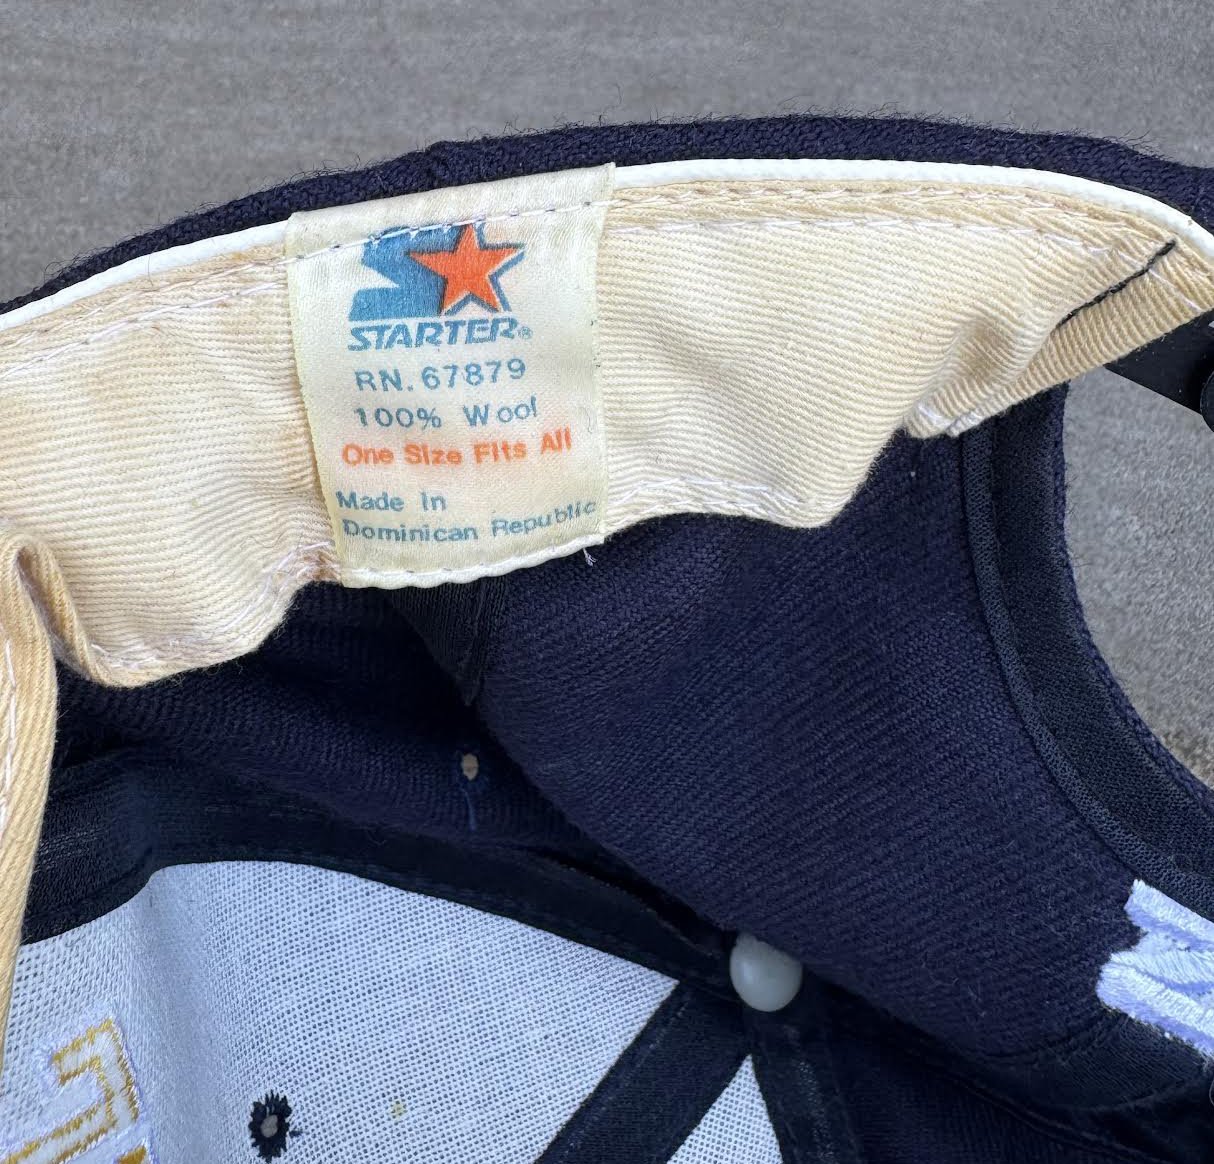 STARTER®
RN. 67879
100% Wool
One Size Fits All
Made In
Dominican Republic